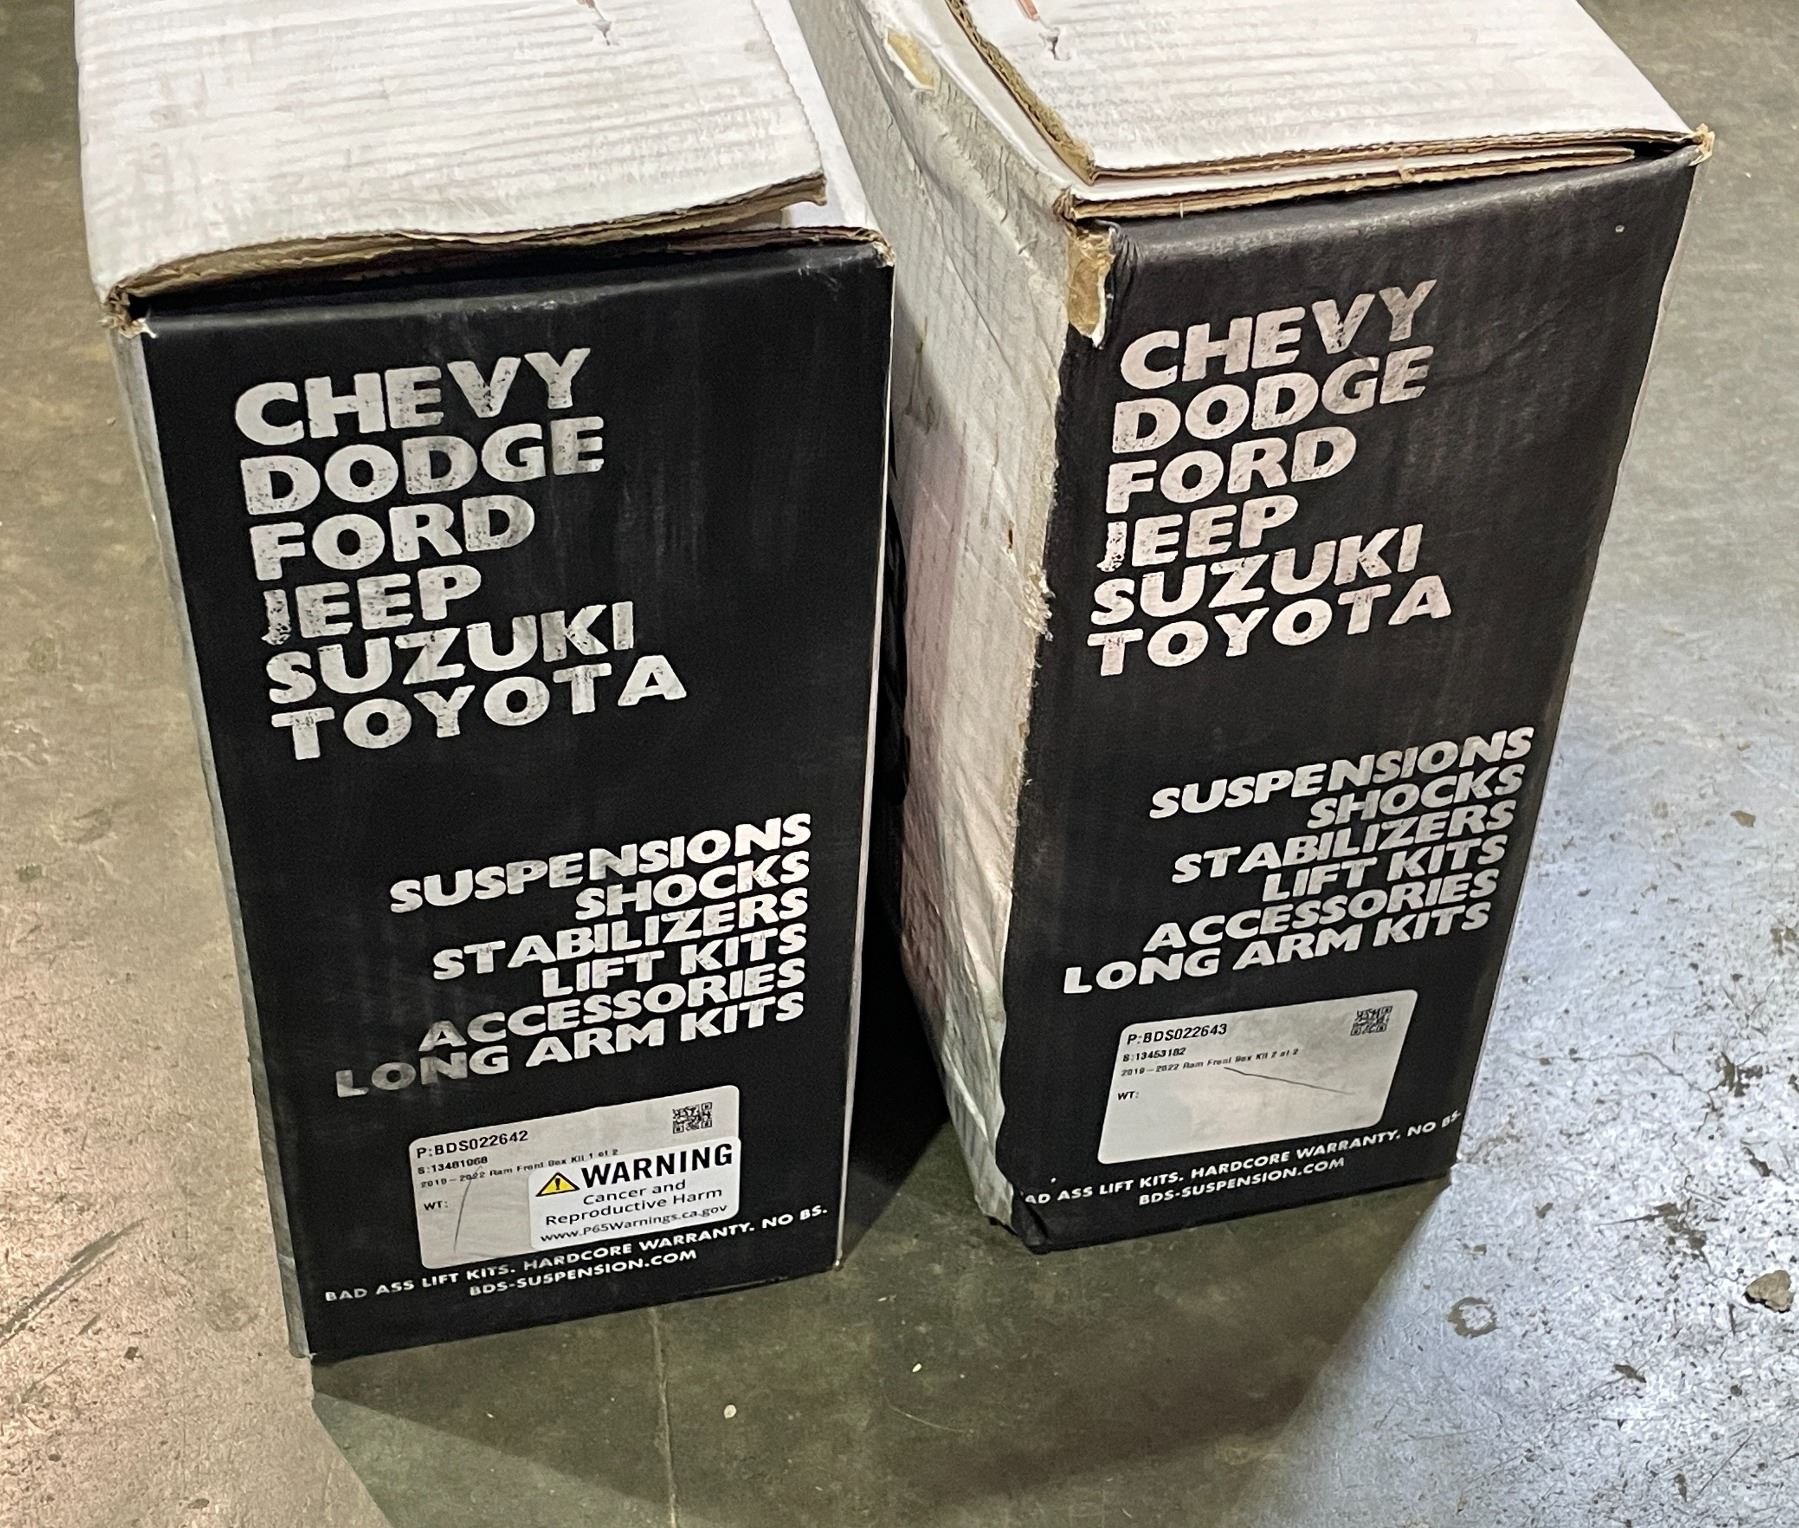 CHEVY
DODGE
FORD
JEEP
SUZUKI
TOYOTA
SUSPENSIONS
SHOCKS
STABILIZERS
LIFT KITS
ACCESSORIES
LONG ARM KITS
P:BDS022642
S:13481068
2019-2022 Ram Front Box Kit 1 of 2
WT:
WARNING
Cancer and
Reproductive Harm
www.P65Warnings.ca.gov
BAD ASS LIFT KITS. HARDCORE WARRANTY. NO BS.
BDS-SUSPENSION.COM
CHEVY
DODGE
FORD
JEEP
SUZUKI
TOYOTA
SUSPENSIONS
SHOCKS
STABILIZERS
LIFT KITS
ACCESSORIES
LONG ARM KITS
P:BDS022643
S:13453182
2019-2022 Ram Front Box Kit 2 of 2
WT:
AD ASS LIFT KITS. HARDCORE WARRANTY. NO BS.
BDS-SUSPENSION.COM